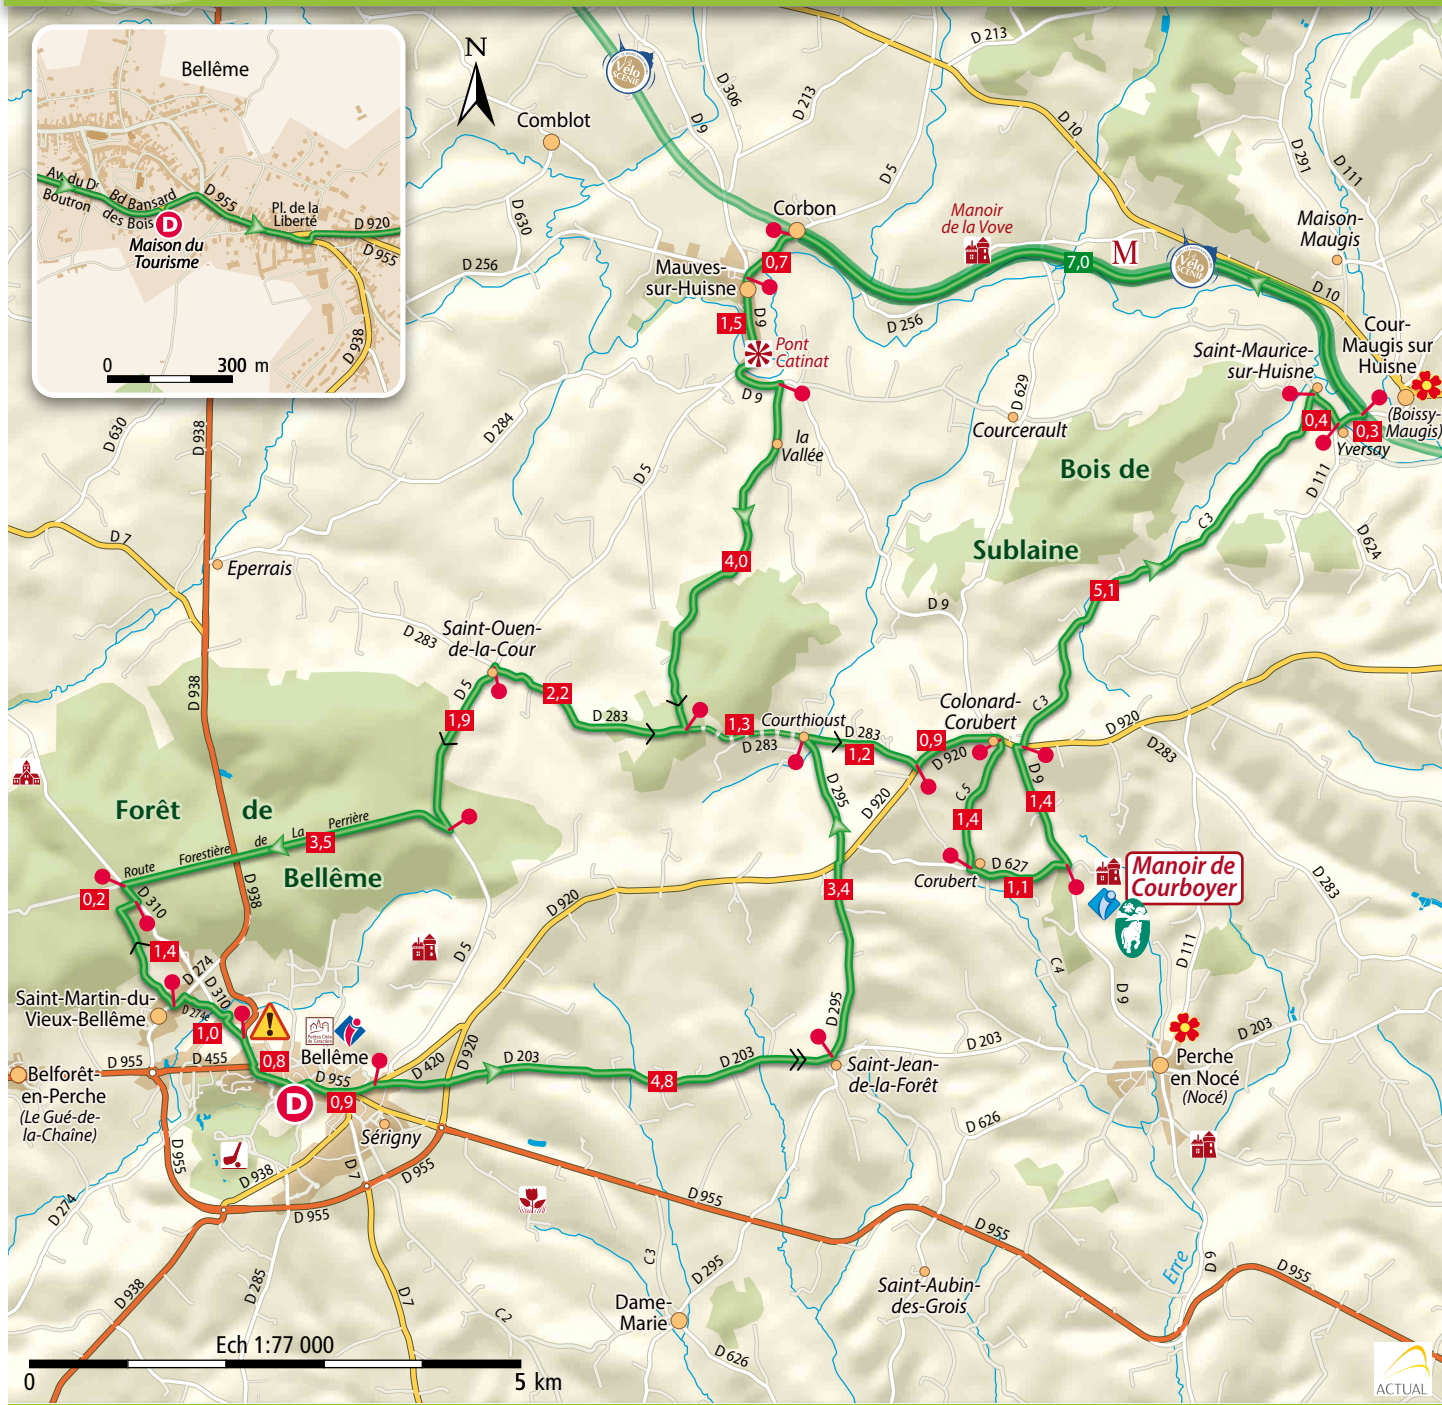 Bellême
Av. du Dr
Boutron
Bd Bansard
des Bois
D 955
Pl. de la
Liberté
D 920
D 955
D
Maison du
Tourisme
D 938
0
300 m
N
La
Vélo
SCÉNIE
Comblot
D 306
D 9
D 213
D 213
D 10
D 5
D 291
D 111
D 630
D 256
Corbon
0,7
Mauves-
sur-Huisne
Manoir
de la Vove
7,0
M
La
Vélo
SCÉNIE
Maison-
Maugis
D 10
1,5
D 9
Pont
Catinat
D 256
Cour-
Maugis sur
Huisne
(Boissy-
Maugis)
Saint-Maurice-
sur-Huisne
0,4
0,3
Yversay
D 9
D 629
Courcerault
D 630
D 938
D 284
D 5
la
Vallée
Bois de
Sublaine
D 111
C 3
D 624
D 7
Eperrais
4,0
5,1
D 9
D 283
Saint-Ouen-
de-la-Cour
D 938
D 5
1,9
2,2
D 283
1,3
D 283
Courthioust
D 283
1,2
0,9
D 920
Colonard-
Corubert
C 3
D 920
D 283
Forêt de
Bellême
Route Forestière de La Perrière
3,5
D 295
D 920
C 5
1,4
D 9
1,4
0,2
D 310
D 938
D 920
3,4
Corubert
D 627
1,1
Manoir de
Courboyer
D 283
1,4
D 274
D 310
D 5
D 111
C 4
D 9
Saint-Martin-du-
Vieux-Bellême
D 274e
1,0
D 295
D 203
D 203
D 955
D 455
0,8
Bellême
D 955
D 420
D 920
D 203
4,8
D 203
Saint-Jean-
de-la-Forêt
Perche
en Nocé
(Nocé)
Belforêt-
en-Perche
(Le Gué-de-
la-Chaîne)
D
0,9
Sérigny
D 626
D 955
D 938
D 7
D 955
D 274
D 955
D 955
D 955
C 3
D 295
Erre
D 9
D 955
D 938
D 285
D 7
C 2
Saint-Aubin-
des-Grois
Dame-
Marie
D 626
Ech 1:77 000
0
5 km
ACTUAL